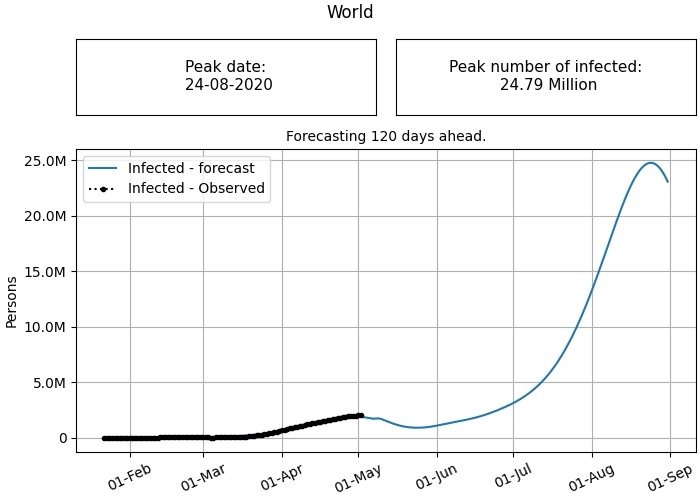 World
Peak date:
24-08-2020
Peak number of infected:
24.79 Million
Forecasting 120 days ahead.
Infected - forecast
Infected - Observed
25.0M
20.0M
15.0M
10.0M
5.0M
0
Persons
01-Feb
01-Mar
01-Apr
01-May
01-Jun
01-Jul
01-Aug
01-Sep